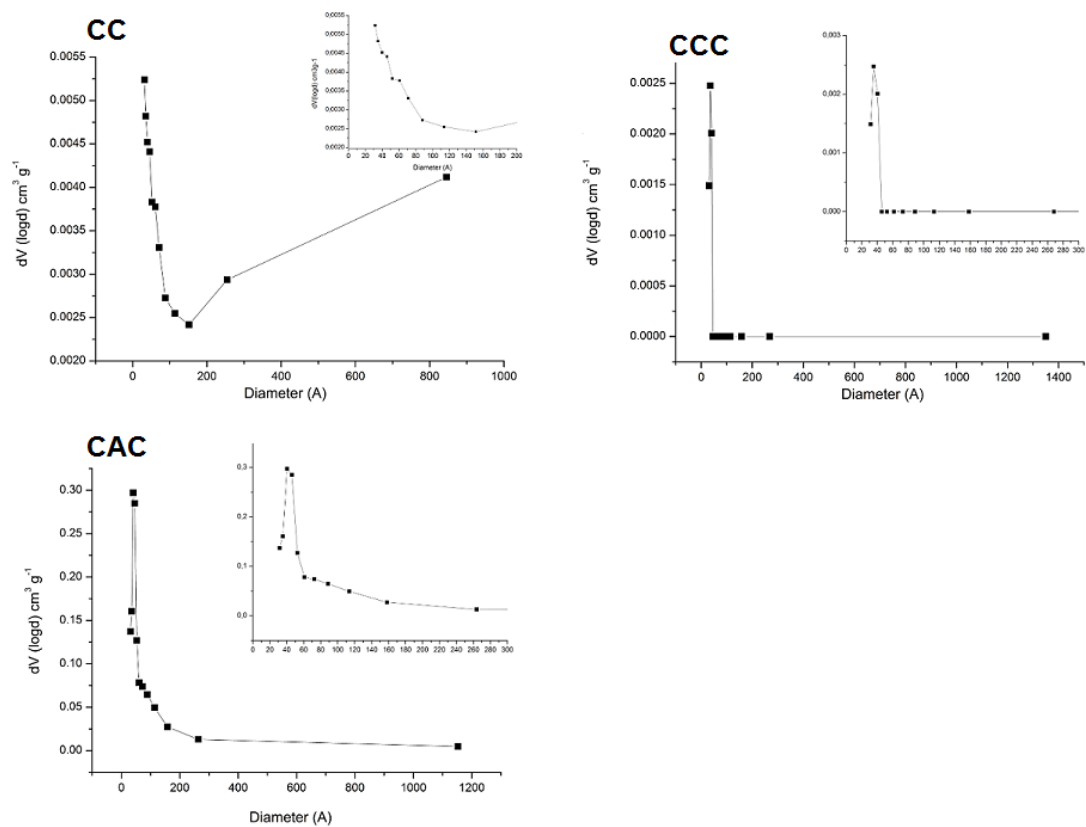 CC
0.0055
0.0050
0.0045
0.0040
0.0035
0.0030
0.0025
0.0020
dV (logd) cm³ g⁻¹
0 200 400 600 800 1000
Diameter (A)
0,0055
0,0050
0,0045
0,0040
0,0035
0,0030
0,0025
0,0020
dV(logd) cm3g-1
0 20 40 60 80 100 120 140 160 180 200
Diameter (A)
CCC
0.0025
0.0020
0.0015
0.0010
0.0005
0.0000
dV (logd) cm³ g⁻¹
0 200 400 600 800 1000 1200 1400
Diameter (A)
0,003
0,002
0,001
0,000
0 20 40 60 80 100 120 140 160 180 200 220 240 260 280 300
CAC
0.30
0.25
0.20
0.15
0.10
0.05
0.00
dV (logd) cm³ g⁻¹
0 200 400 600 800 1000 1200
Diameter (A)
0,3
0,2
0,1
0,0
0 20 40 60 80 100 120 140 160 180 200 220 240 260 280 300